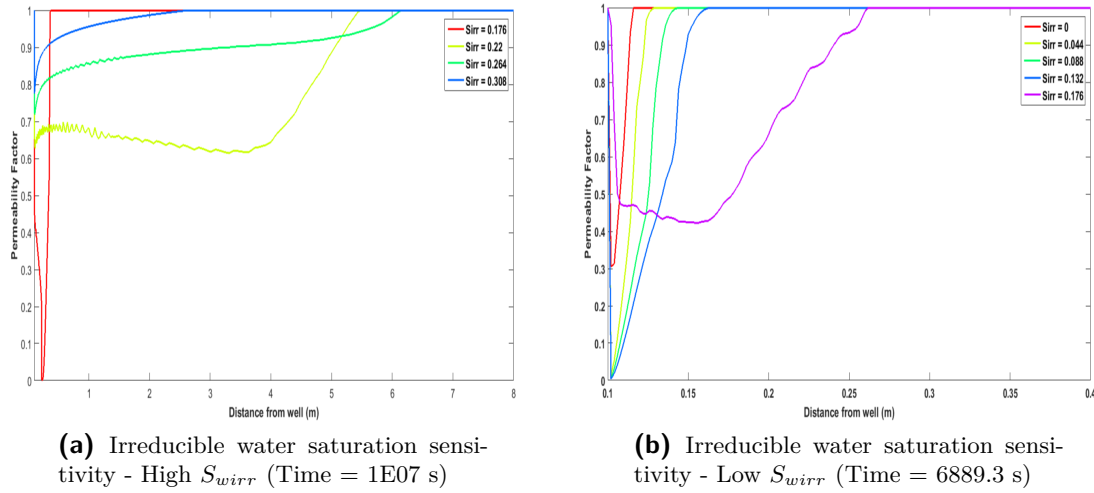 1
0.9
0.8
0.7
0.6
0.5
0.4
0.3
0.2
0.1
0
Permeability Factor
1
2
3
4
5
6
7
8
Distance from well (m)
Sirr = 0.176
Sirr = 0.22
Sirr = 0.264
Sirr = 0.308
(a) Irreducible water saturation sensi-
tivity - High Swirr (Time = 1E07 s)
1
0.9
0.8
0.7
0.6
0.5
0.4
0.3
0.2
0.1
0
Permeability Factor
0.1
0.15
0.2
0.25
0.3
0.35
0.4
Distance from well (m)
Sirr = 0
Sirr = 0.044
Sirr = 0.088
Sirr = 0.132
Sirr = 0.176
(b) Irreducible water saturation sensi-
tivity - Low Swirr (Time = 6889.3 s)